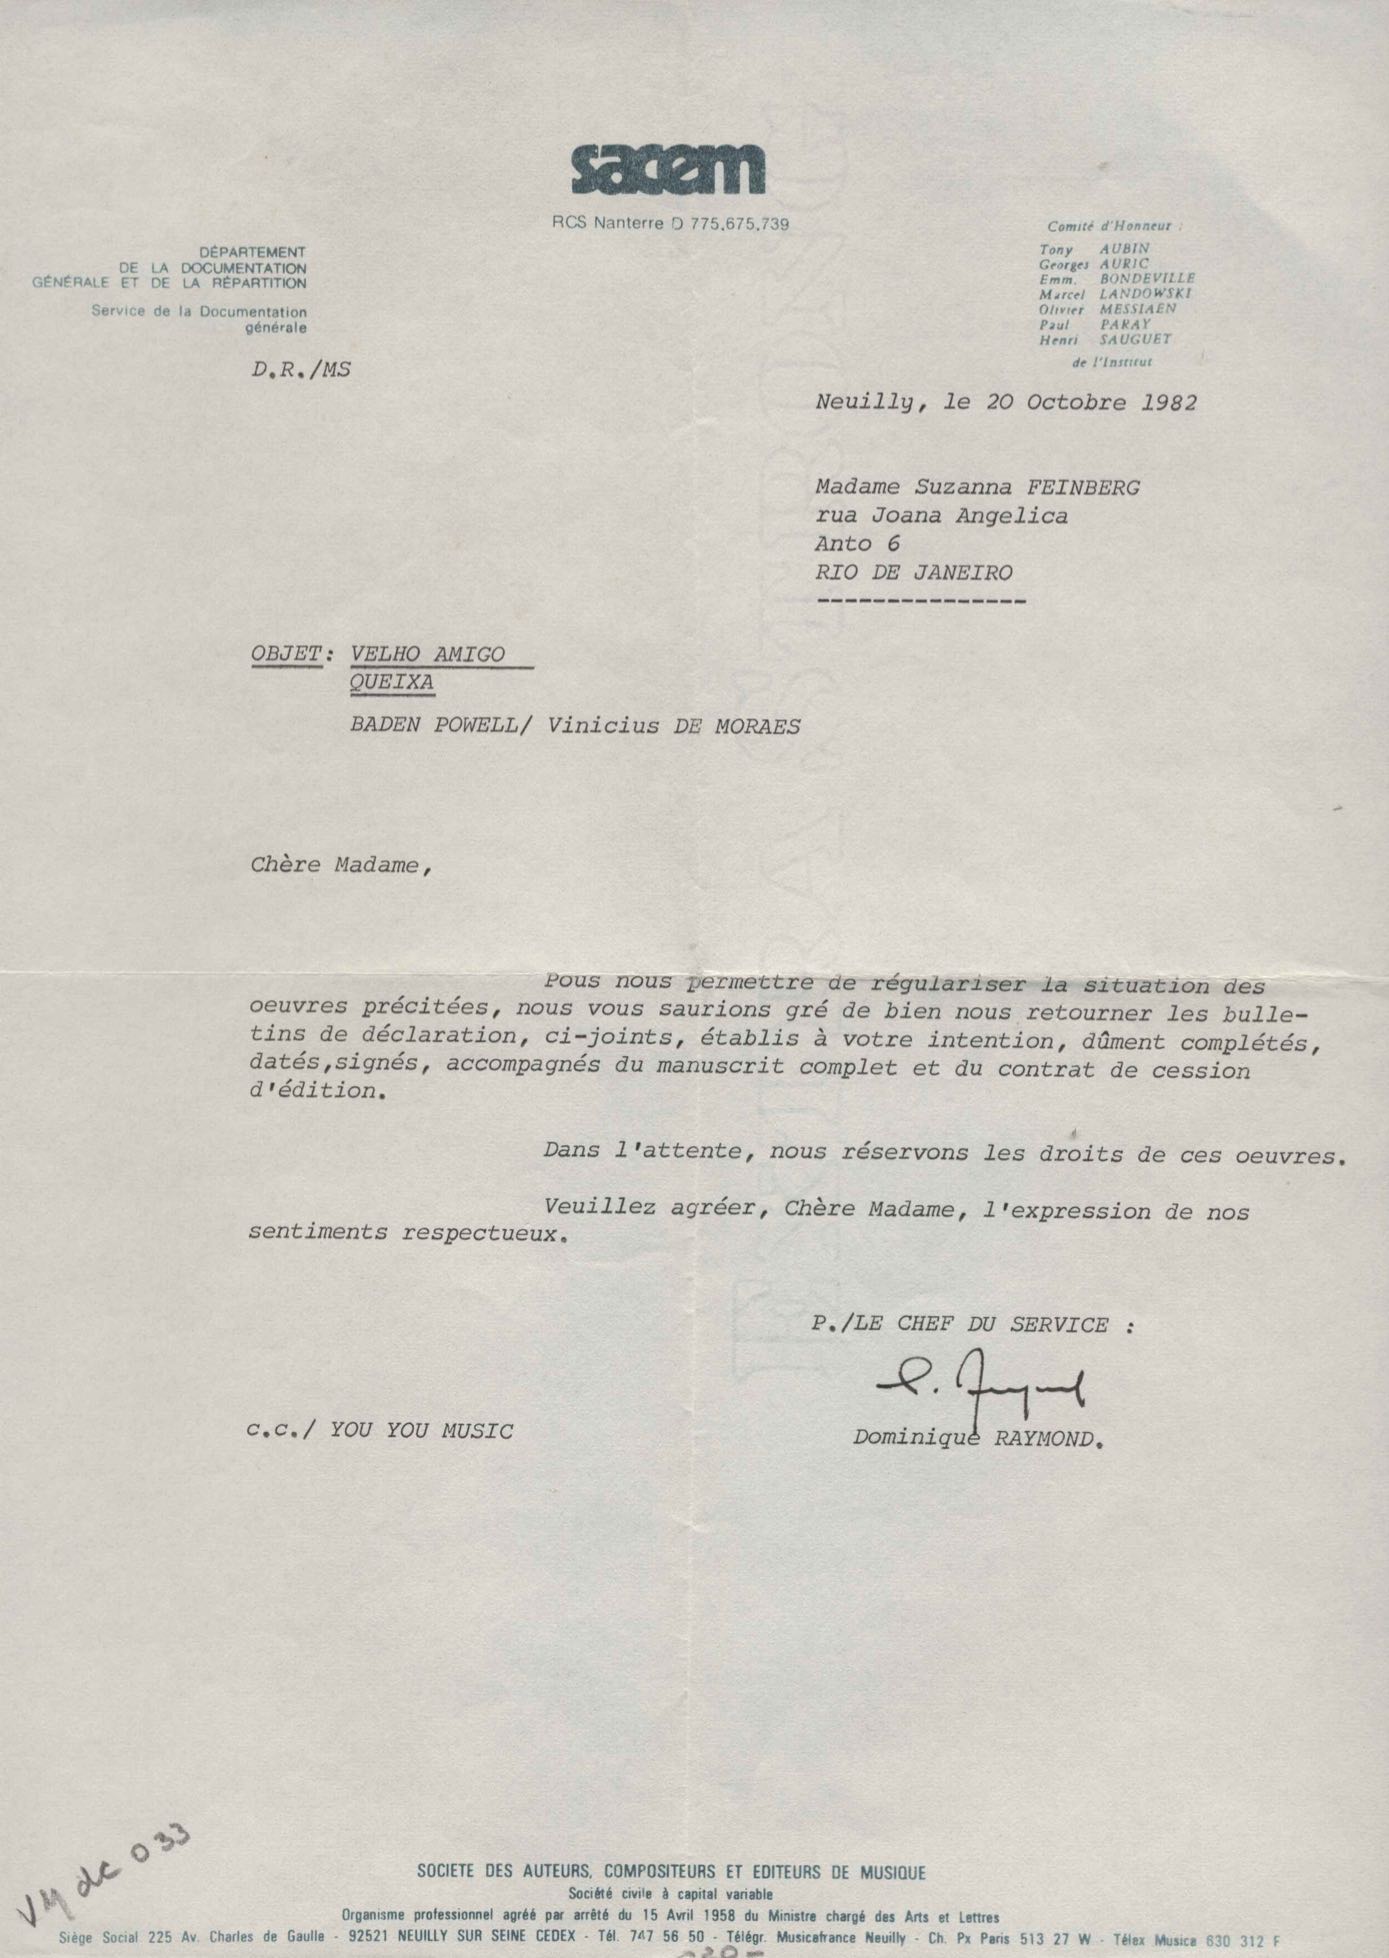 sacem
RCS Nanterre D 775.675.739
DÉPARTEMENT
DE LA DOCUMENTATION
GÉNÉRALE ET DE LA RÉPARTITION
Service de la Documentation
générale
D.R./MS
Comité d'Honneur :
Tony AUBIN
Georges AURIC
Emm. BONDEVILLE
Marcel LANDOWSKI
Olivier MESSIAEN
Paul PARAY
Henri SAUGUET
de l'Institut
Neuilly, le 20 Octobre 1982
Madame Suzanna FEINBERG
rua Joana Angelica
Anto 6
RIO DE JANEIRO
---------------
OBJET: VELHO AMIGO
QUEIXA
BADEN POWELL/ Vinicius DE MORAES
Chère Madame,
Pous nous permettre de régulariser la situation des
oeuvres précitées, nous vous saurions gré de bien nous retourner les bulle-
tins de déclaration, ci-joints, établis à votre intention, dûment complétés,
datés,signés, accompagnés du manuscrit complet et du contrat de cession
d'édition.
Dans l'attente, nous réservons les droits de ces oeuvres.
Veuillez agréer, Chère Madame, l'expression de nos
sentiments respectueux.
P./LE CHEF DU SERVICE :
Dominique RAYMOND.
c.c./ YOU YOU MUSIC
VM dc 033
SOCIETE DES AUTEURS, COMPOSITEURS ET EDITEURS DE MUSIQUE
Société civile à capital variable
Organisme professionnel agréé par arrêté du 15 Avril 1958 du Ministre chargé des Arts et Lettres
Siège Social 225 Av. Charles de Gaulle - 92521 NEUILLY SUR SEINE CEDEX - Tél. 747 56 50 - Télégr. Musicafrance Neuilly - Ch. Px Paris 513 27 W - Télex Musica 630 312 F